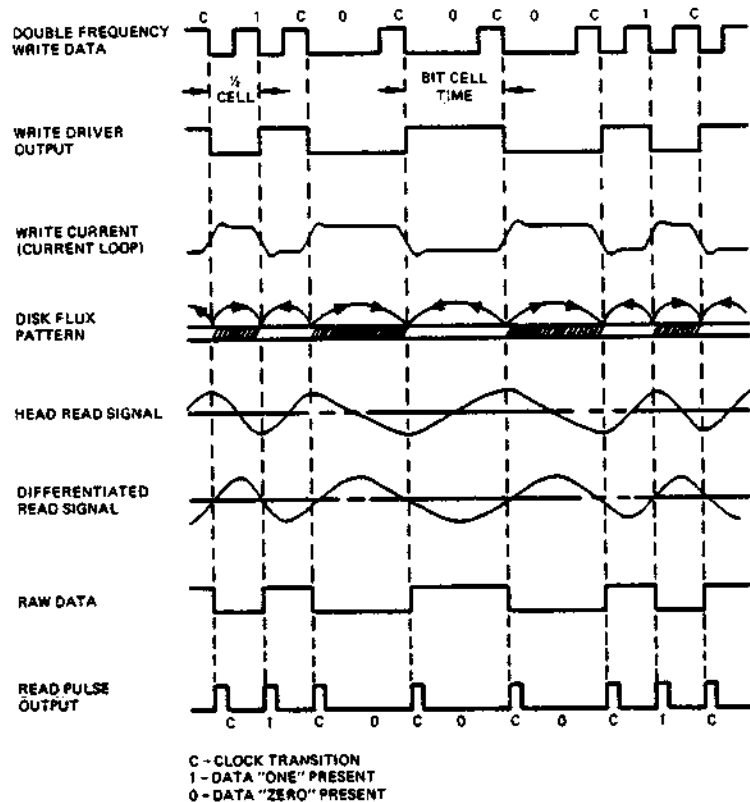 C 1 C 0 C 0 C 0 C 1 C
DOUBLE FREQUENCY
WRITE DATA
½
CELL
BIT CELL
TIME
WRITE DRIVER
OUTPUT
WRITE CURRENT
(CURRENT LOOP)
DISK FLUX
PATTERN
HEAD READ SIGNAL
DIFFERENTIATED
READ SIGNAL
RAW DATA
READ PULSE
OUTPUT
C 1 C 0 C 0 C 0 C 1 C
C - CLOCK TRANSITION
1 - DATA "ONE" PRESENT
0 - DATA "ZERO" PRESENT